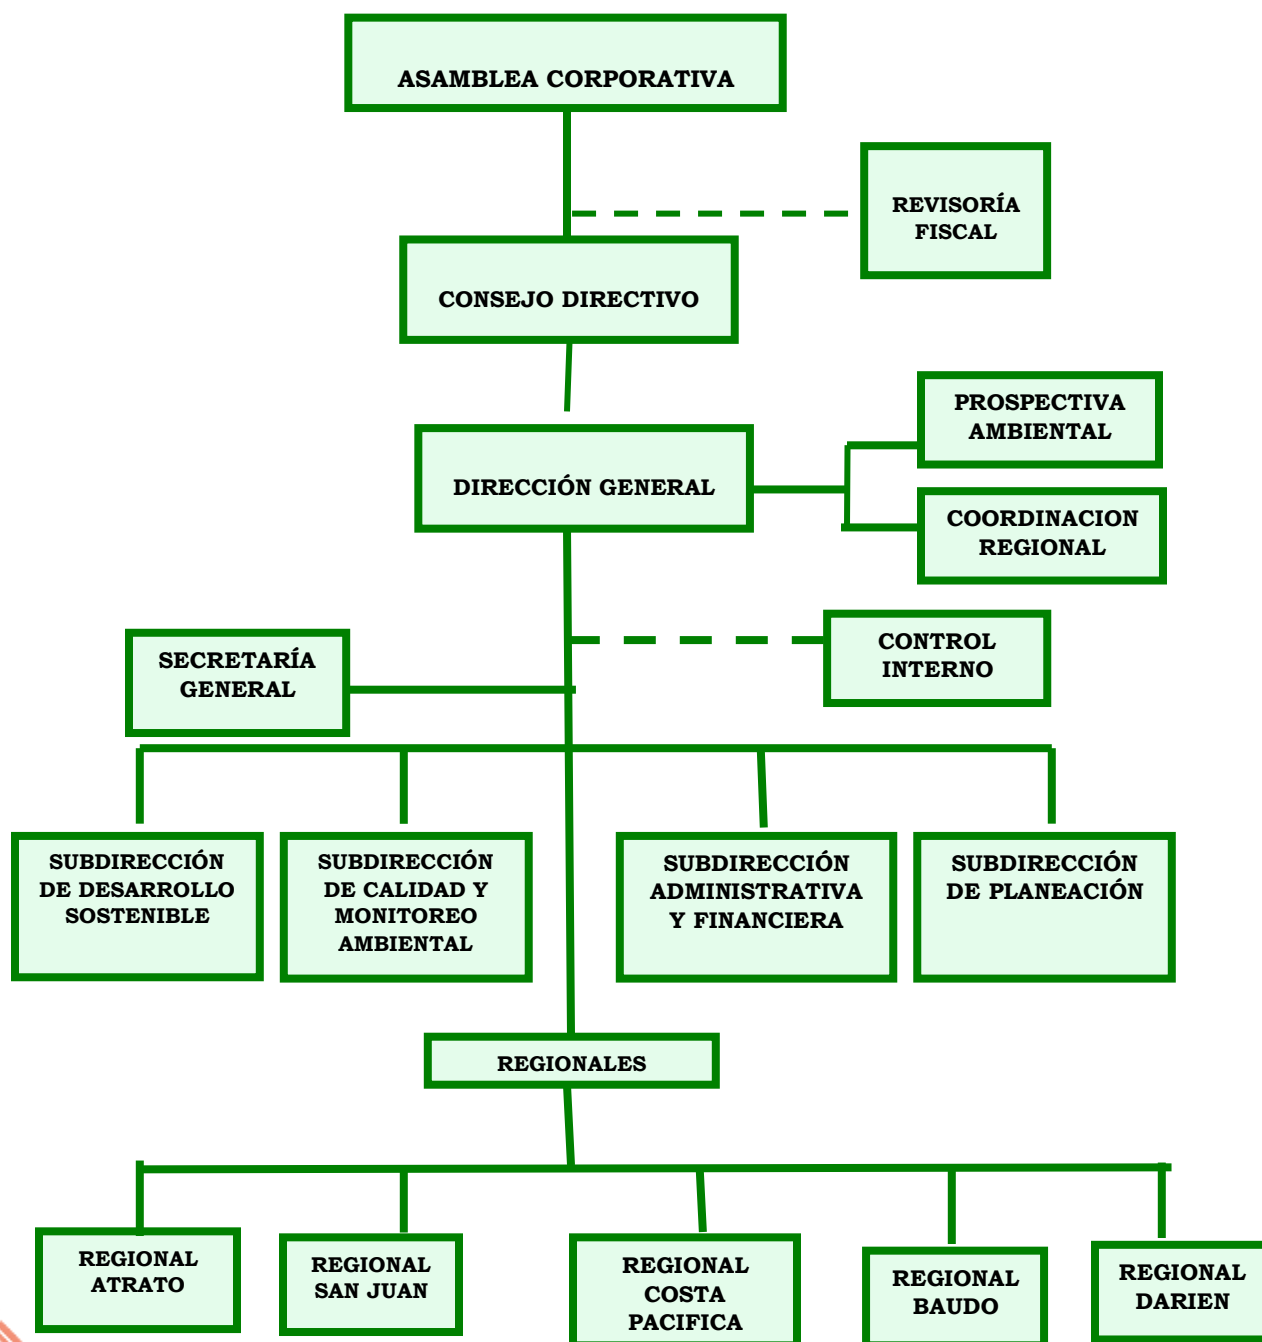 ASAMBLEA CORPORATIVA
REVISORÍA
FISCAL
CONSEJO DIRECTIVO
PROSPECTIVA
AMBIENTAL
DIRECCIÓN GENERAL
COORDINACION
REGIONAL
CONTROL
INTERNO
SECRETARÍA
GENERAL
SUBDIRECCIÓN
DE DESARROLLO
SOSTENIBLE
SUBDIRECCIÓN
DE CALIDAD Y
MONITOREO
AMBIENTAL
SUBDIRECCIÓN
ADMINISTRATIVA
Y FINANCIERA
SUBDIRECCIÓN
DE PLANEACIÓN
REGIONALES
REGIONAL
ATRATO
REGIONAL
SAN JUAN
REGIONAL
COSTA
PACIFICA
REGIONAL
BAUDO
REGIONAL
DARIEN